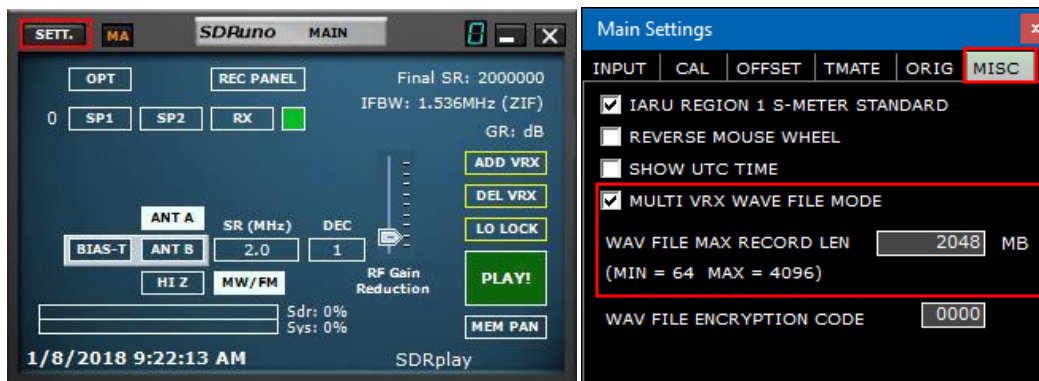 SETT. MA SDRuno MAIN 8
OPT REC PANEL Final SR: 2000000
IFBW: 1.536MHz (ZIF)
0 SP1 SP2 RX
GR: dB
ADD VRX
DEL VRX
ANT A SR (MHz) DEC LO LOCK
BIAS-T ANT B 2.0 1
HI Z MW/FM RF Gain PLAY!
Reduction
Sdr: 0%
Sys: 0% MEM PAN
1/8/2018 9:22:13 AM SDRplay
Main Settings x
INPUT CAL OFFSET TMATE ORIG MISC
IARU REGION 1 S-METER STANDARD
REVERSE MOUSE WHEEL
SHOW UTC TIME
MULTI VRX WAVE FILE MODE
WAV FILE MAX RECORD LEN 2048 MB
(MIN = 64 MAX = 4096)
WAV FILE ENCRYPTION CODE 0000